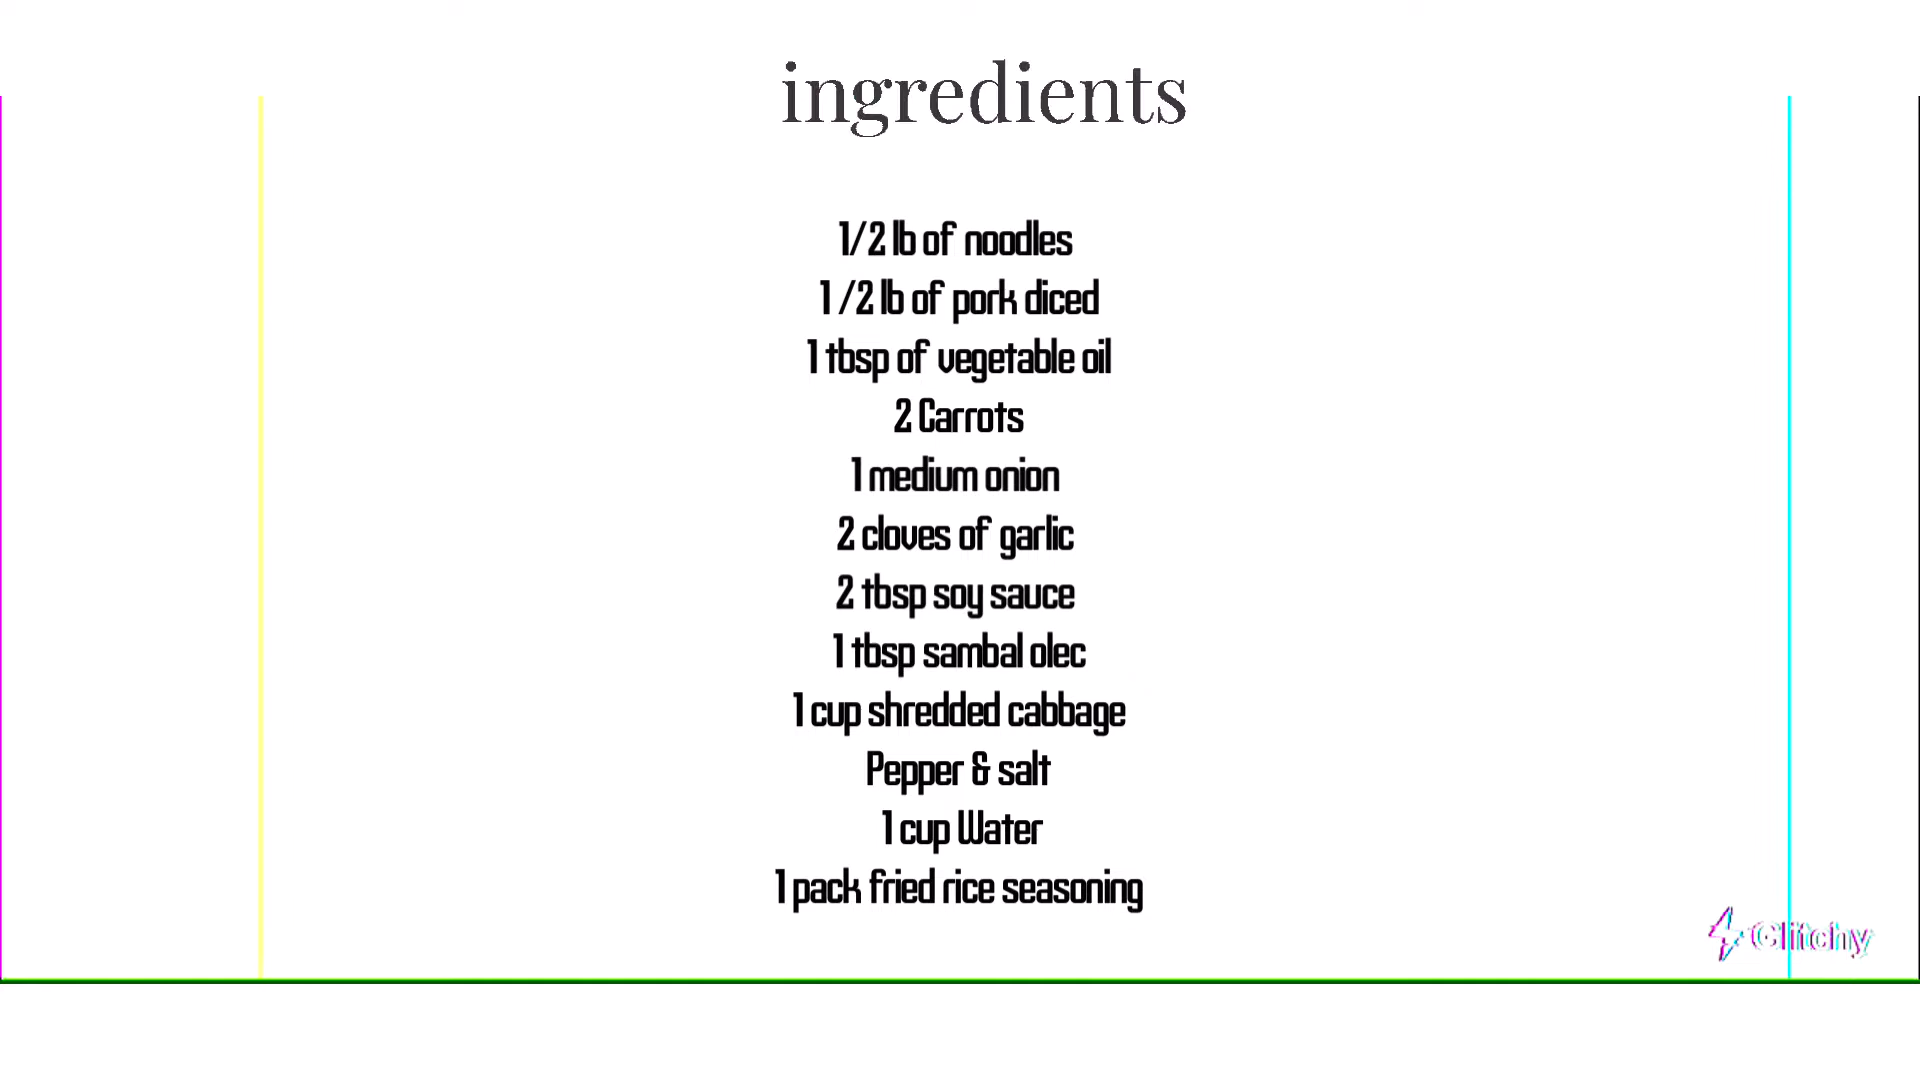 ingredients
1/2 lb of noodles
1 /2 lb of pork diced
1 tbsp of vegetable oil
2 Carrots
1 medium onion
2 cloves of garlic
2 tbsp soy sauce
1 tbsp sambal olec
1 cup shredded cabbage
Pepper & salt
1 cup Water
1 pack fried rice seasoning
Glitchy